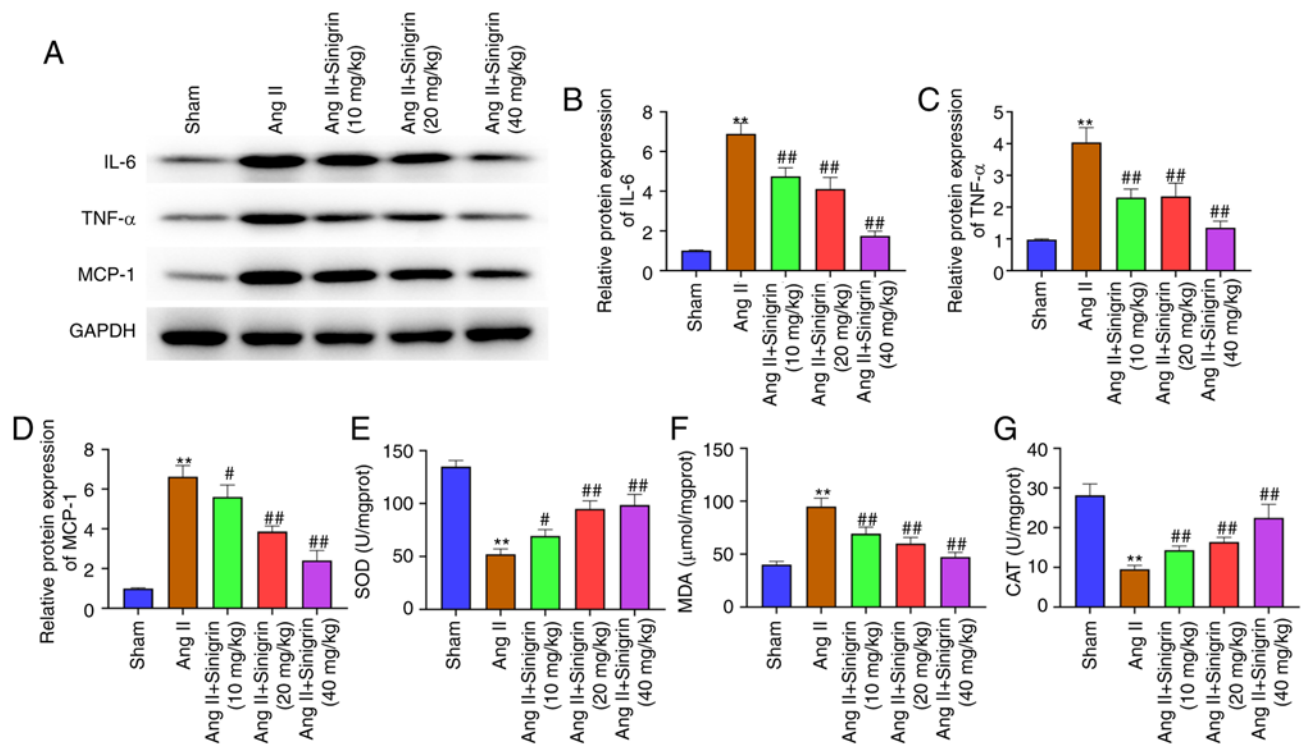 A
Sham
Ang II
Ang II+Sinigrin
(10 mg/kg)
Ang II+Sinigrin
(20 mg/kg)
Ang II+Sinigrin
(40 mg/kg)
IL-6
TNF-α
MCP-1
GAPDH
B
Relative protein expression
of IL-6
8
6
4
2
0
**
##
##
##
Sham
Ang II
Ang II+Sinigrin
(10 mg/kg)
Ang II+Sinigrin
(20 mg/kg)
Ang II+Sinigrin
(40 mg/kg)
C
Relative protein expression
of TNF-α
5
4
3
2
1
0
**
##
##
##
Sham
Ang II
Ang II+Sinigrin
(10 mg/kg)
Ang II+Sinigrin
(20 mg/kg)
Ang II+Sinigrin
(40 mg/kg)
D
Relative protein expression
of MCP-1
8
6
4
2
0
**
#
##
##
Sham
Ang II
Ang II+Sinigrin
(10 mg/kg)
Ang II+Sinigrin
(20 mg/kg)
Ang II+Sinigrin
(40 mg/kg)
E
SOD (U/mgprot)
150
100
50
0
**
#
##
##
Sham
Ang II
Ang II+Sinigrin
(10 mg/kg)
Ang II+Sinigrin
(20 mg/kg)
Ang II+Sinigrin
(40 mg/kg)
F
MDA (μmol/mgprot)
150
100
50
0
**
##
##
##
Sham
Ang II
Ang II+Sinigrin
(10 mg/kg)
Ang II+Sinigrin
(20 mg/kg)
Ang II+Sinigrin
(40 mg/kg)
G
CAT (U/mgprot)
40
30
20
10
0
**
##
##
##
Sham
Ang II
Ang II+Sinigrin
(10 mg/kg)
Ang II+Sinigrin
(20 mg/kg)
Ang II+Sinigrin
(40 mg/kg)